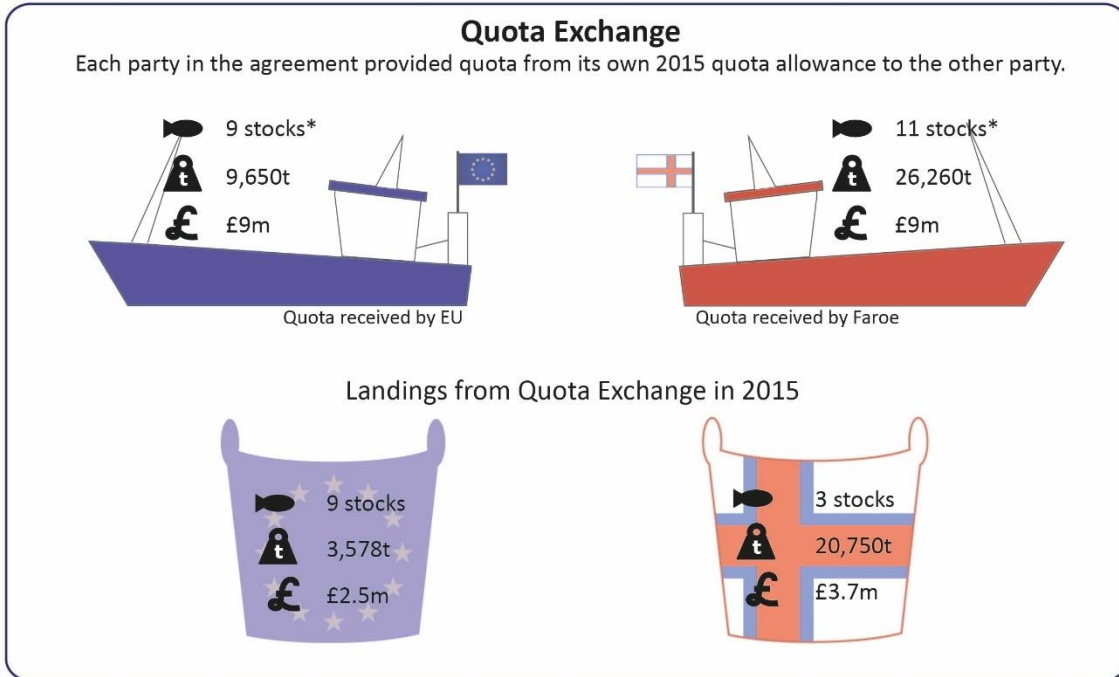 Quota Exchange
Each party in the agreement provided quota from its own 2015 quota allowance to the other party.
9 stocks*
t 9,650t
£ £9m
Quota received by EU
11 stocks*
t 26,260t
£ £9m
Quota received by Faroe
Landings from Quota Exchange in 2015
9 stocks
t 3,578t
£ £2.5m
3 stocks
t 20,750t
£ £3.7m